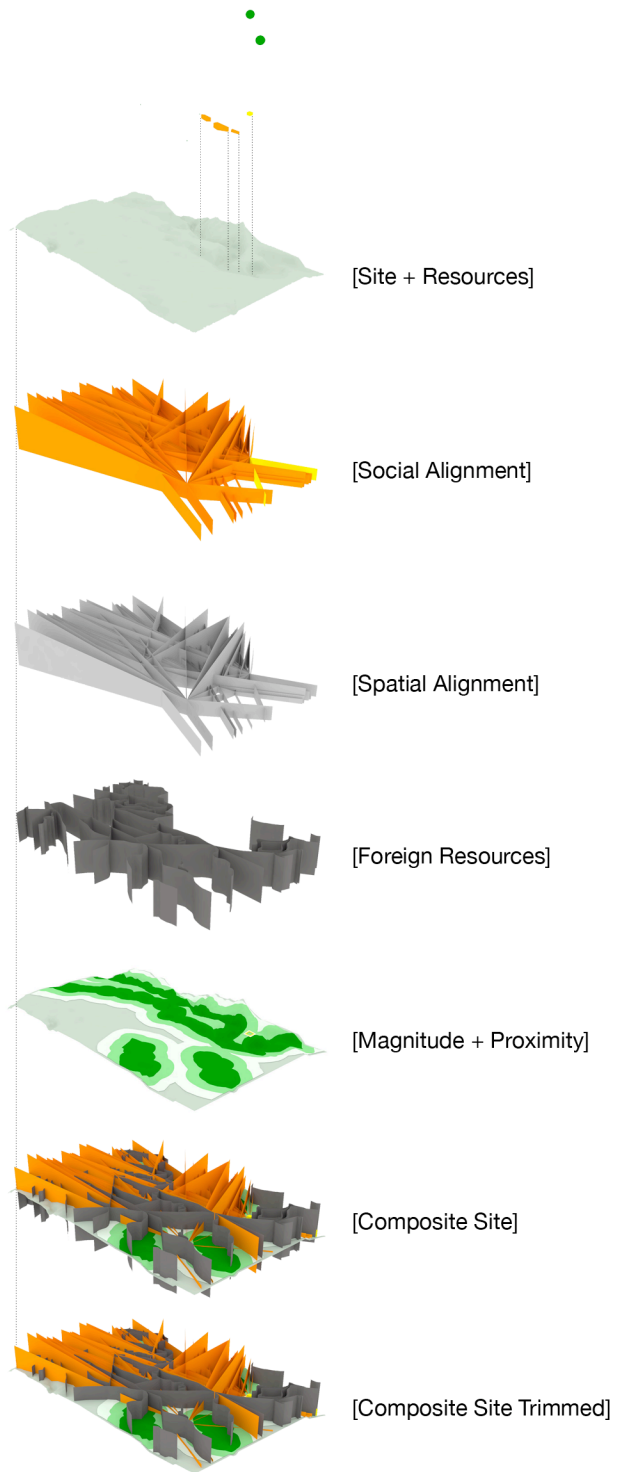 [Site + Resources]
[Social Alignment]
[Spatial Alignment]
[Foreign Resources]
[Magnitude + Proximity]
[Composite Site]
[Composite Site Trimmed]